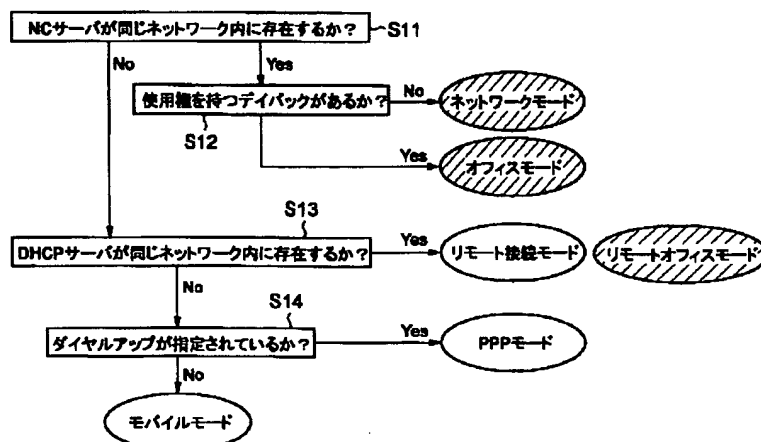 NCサーバが同じネットワーク内に存在するか?
S11
No
Yes
使用権を持つデイパックがあるか?
No
ネットワークモード
S12
Yes
オフィスモード
S13
DHCPサーバが同じネットワーク内に存在するか?
Yes
リモート接続モード
リモートオフィスモード
No
S14
ダイヤルアップが指定されているか?
Yes
PPPモード
No
モバイルモード